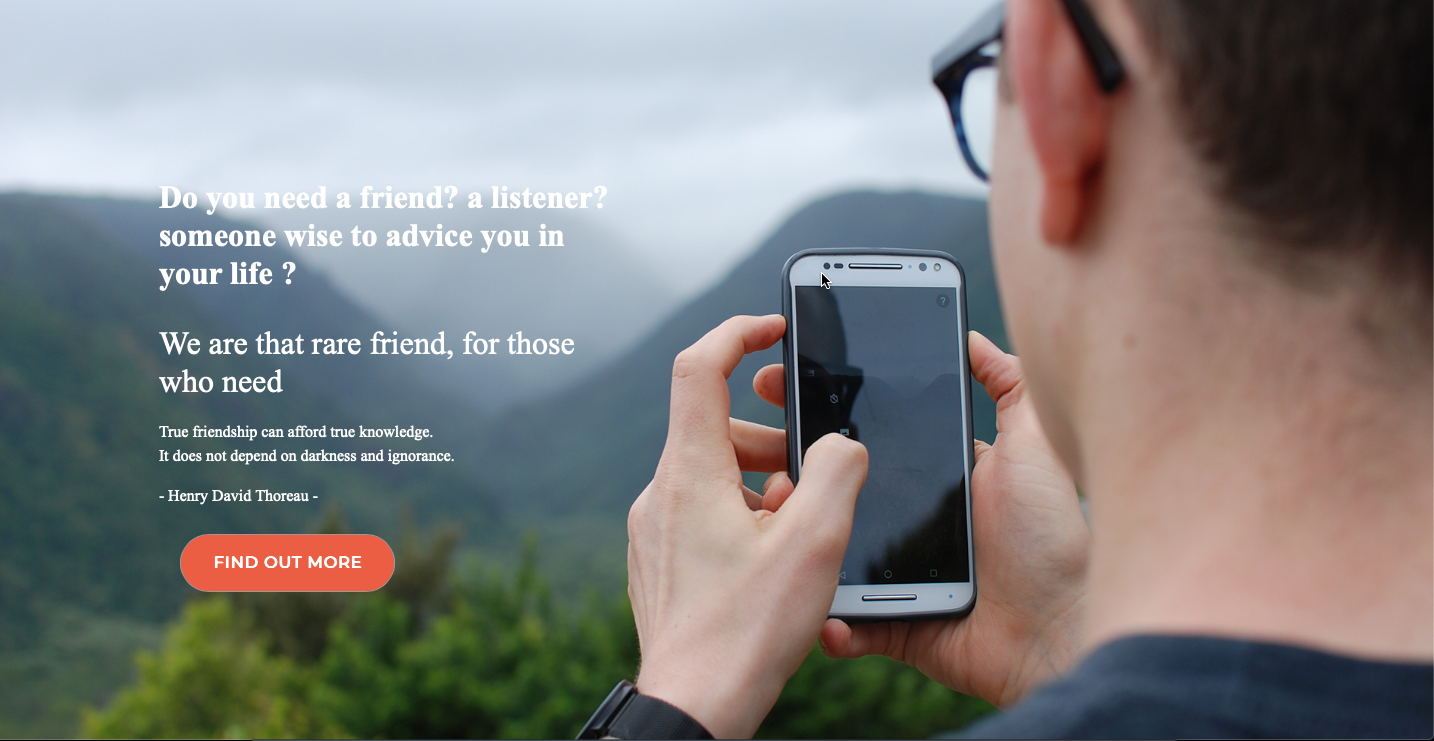 Do you need a friend? a listener?
someone wise to advice you in
your life ?
We are that rare friend, for those
who need
True friendship can afford true knowledge.
It does not depend on darkness and ignorance.
- Henry David Thoreau -
FIND OUT MORE
?